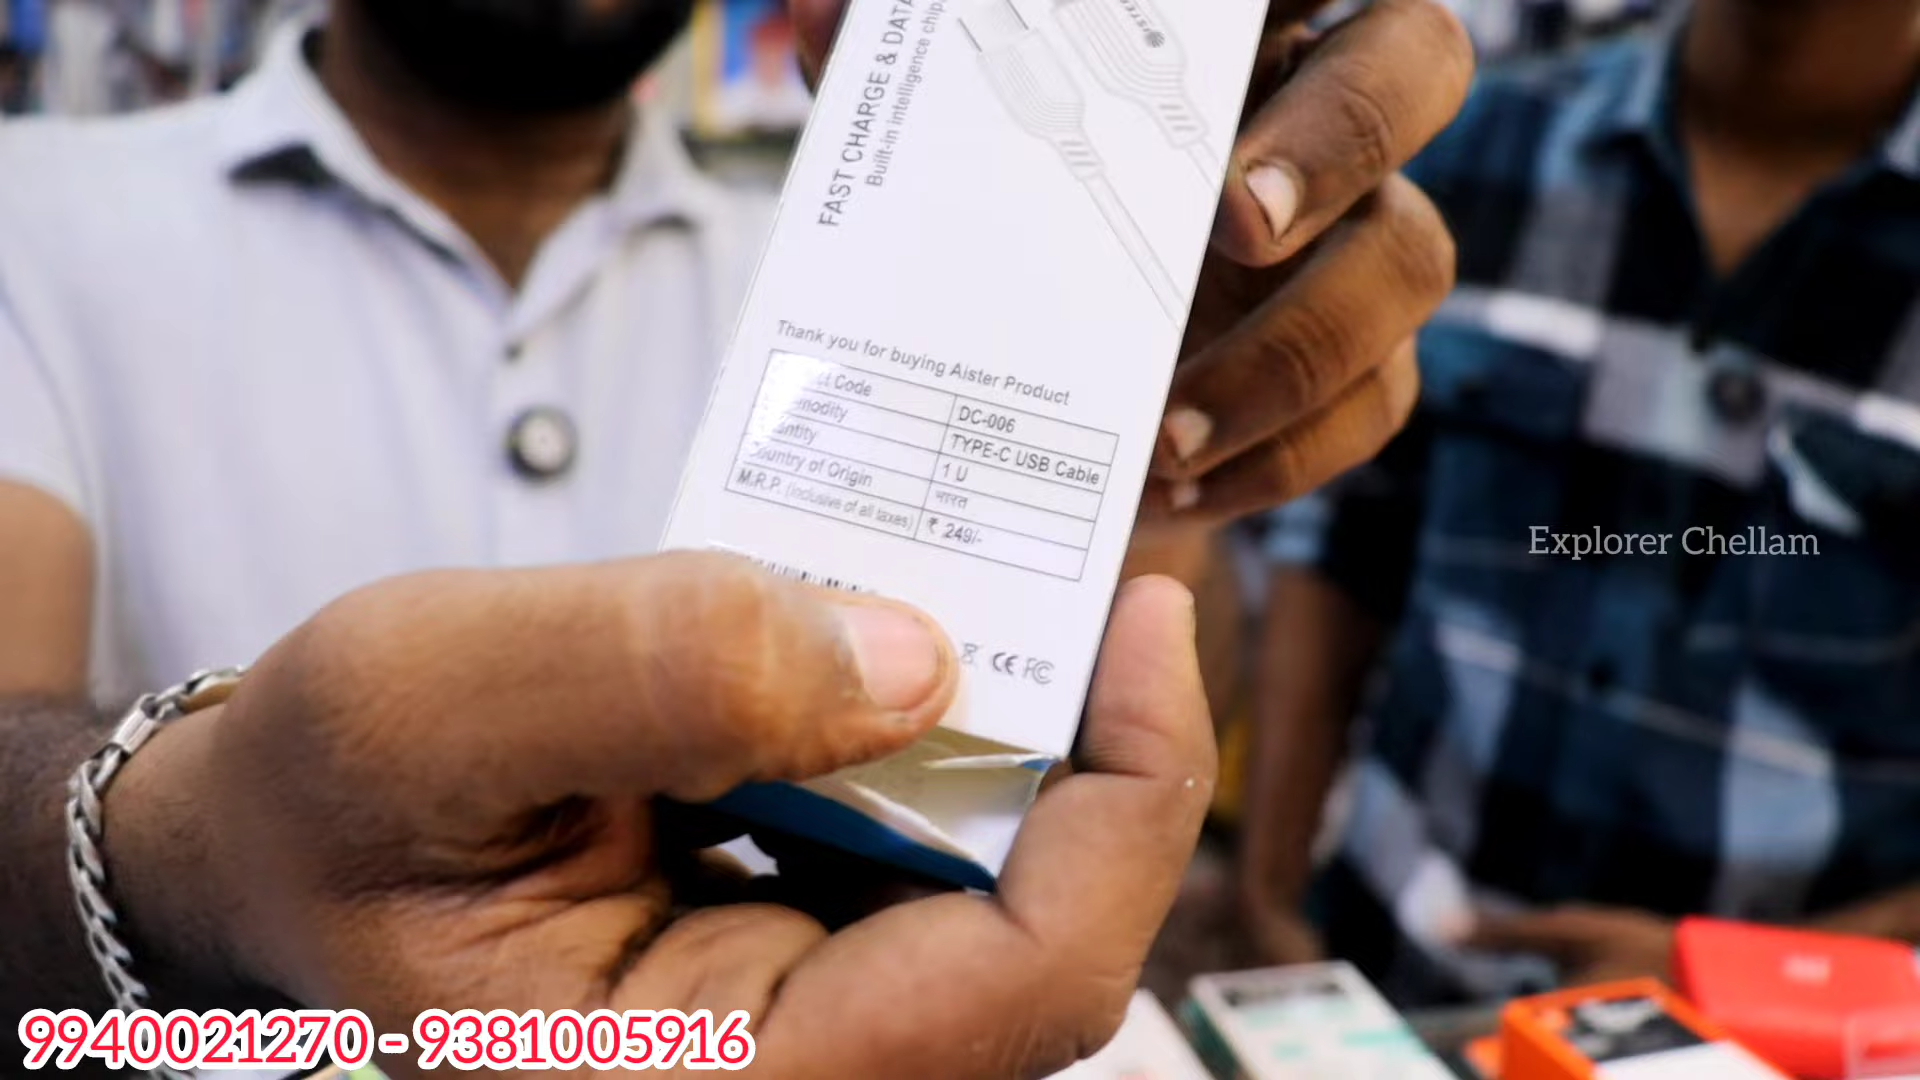 FAST CHARGE & DATA
Built-in intelligence chip
Thank you for buying Aister Product
Code DC-006
TYPE-C USB Cable
1 U
Country of Origin भारत
M.R.P. (inclusive of all taxes) ₹ 249/-
CE FC
Explorer Chellam
9940021270 - 9381005916